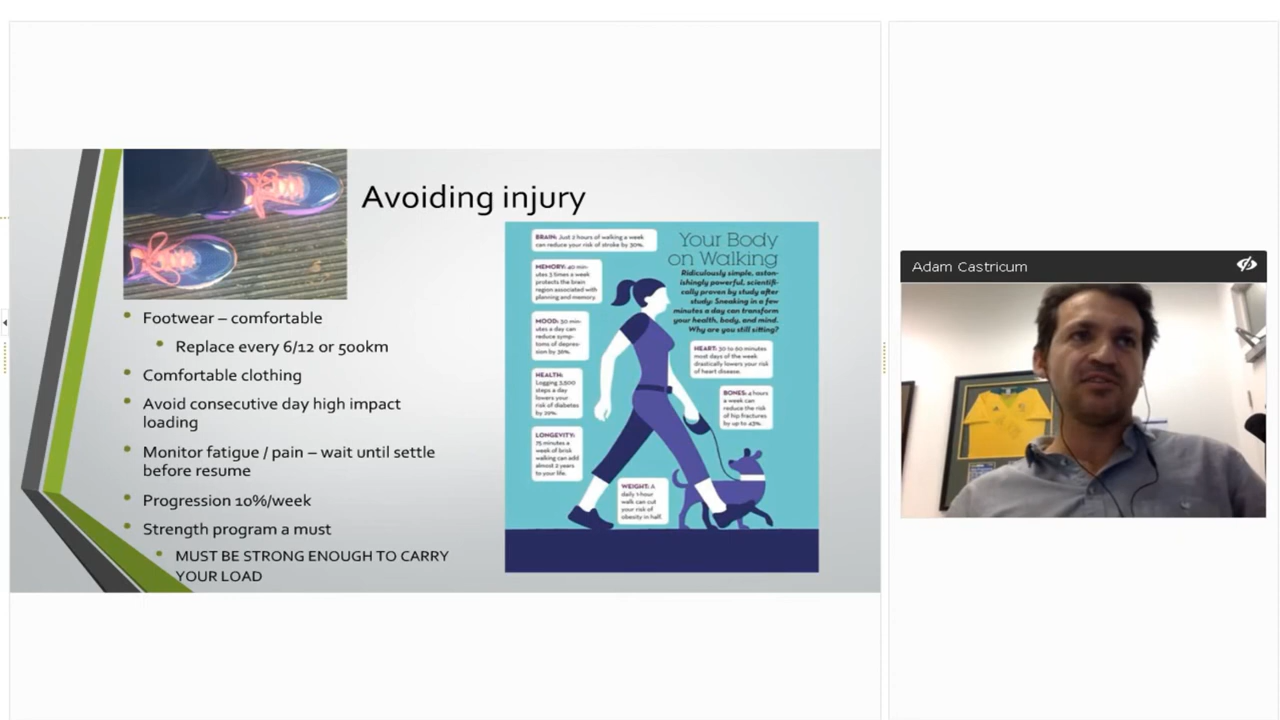 Avoiding injury
Footwear – comfortable
Replace every 6/12 or 500km
Comfortable clothing
Avoid consecutive day high impact
loading
Monitor fatigue / pain – wait until settle
before resume
Progression 10%/week
Strength program a must
MUST BE STRONG ENOUGH TO CARRY
YOUR LOAD
Your Body
on Walking
Ridiculously simple, aston-
ishingly powerful, scientifi-
cally proven by study after
study: Sneaking in a few
minutes a day can transform
your health, body, and mind.
Why are you still sitting?
BRAIN: Just 2 hours of walking a week
can reduce your risk of stroke by 30%.
MEMORY: 40 min-
utes 3 times a week
protects the brain
region associated with
planning and memory
MOOD: 30 min-
utes a day can
reduce symp-
toms of depres-
sion by 36%.
HEALTH:
Logging 3,500
steps a day
lowers your
risk of diabetes
by 29%.
LONGEVITY:
75 minutes a
week of brisk
walking can add
almost 2 years
to your life.
HEART: 30 to 60 minutes
most days of the week
drastically lowers your risk
of heart disease.
BONES: 4 hours
a week can
reduce the risk
of hip fractures
by up to 43%.
WEIGHT: A
daily 1-hour
walk can cut
your risk of
obesity in half.
Adam Castricum